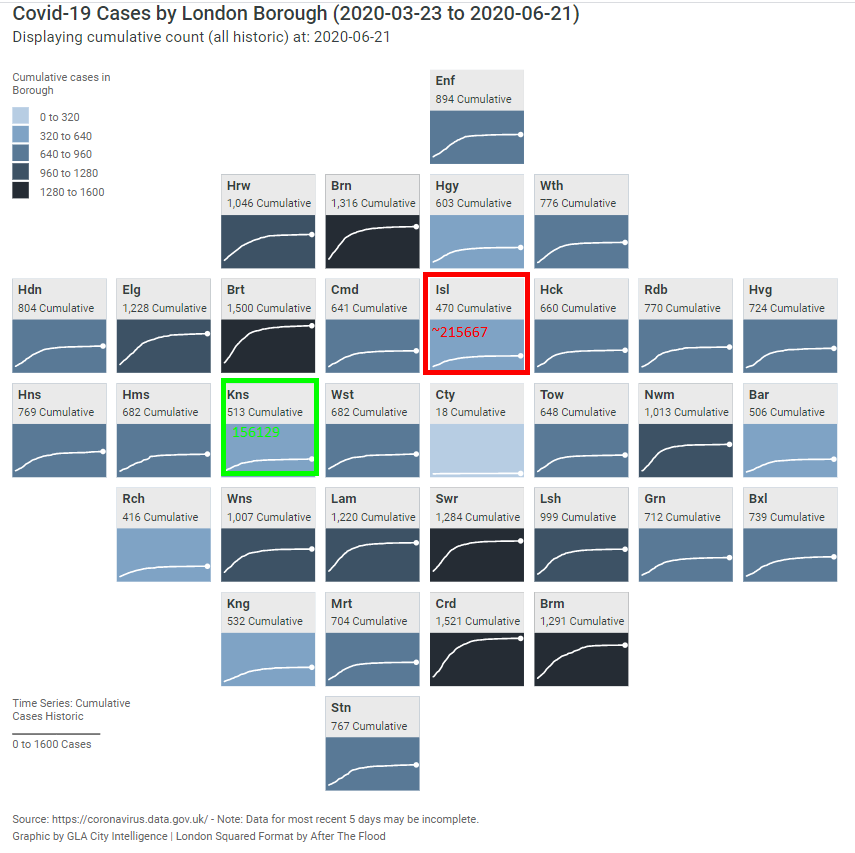 Covid-19 Cases by London Borough (2020-03-23 to 2020-06-21)
Displaying cumulative count (all historic) at: 2020-06-21
Cumulative cases in
Borough
0 to 320
320 to 640
640 to 960
960 to 1280
1280 to 1600
Enf
894 Cumulative
Hrw
1,046 Cumulative
Brn
1,316 Cumulative
Hgy
603 Cumulative
Wth
776 Cumulative
Hdn
804 Cumulative
Elg
1,228 Cumulative
Brt
1,500 Cumulative
Cmd
641 Cumulative
Isl
470 Cumulative
~215667
Hck
660 Cumulative
Rdb
770 Cumulative
Hvg
724 Cumulative
Hns
769 Cumulative
Hms
682 Cumulative
Kns
513 Cumulative
156129
Wst
682 Cumulative
Cty
18 Cumulative
Tow
648 Cumulative
Nwm
1,013 Cumulative
Bar
506 Cumulative
Rch
416 Cumulative
Wns
1,007 Cumulative
Lam
1,220 Cumulative
Swr
1,284 Cumulative
Lsh
999 Cumulative
Grn
712 Cumulative
Bxl
739 Cumulative
Kng
532 Cumulative
Mrt
704 Cumulative
Crd
1,521 Cumulative
Brm
1,291 Cumulative
Stn
767 Cumulative
Time Series: Cumulative
Cases Historic
0 to 1600 Cases
Source: https://coronavirus.data.gov.uk/ - Note: Data for most recent 5 days may be incomplete.
Graphic by GLA City Intelligence | London Squared Format by After The Flood